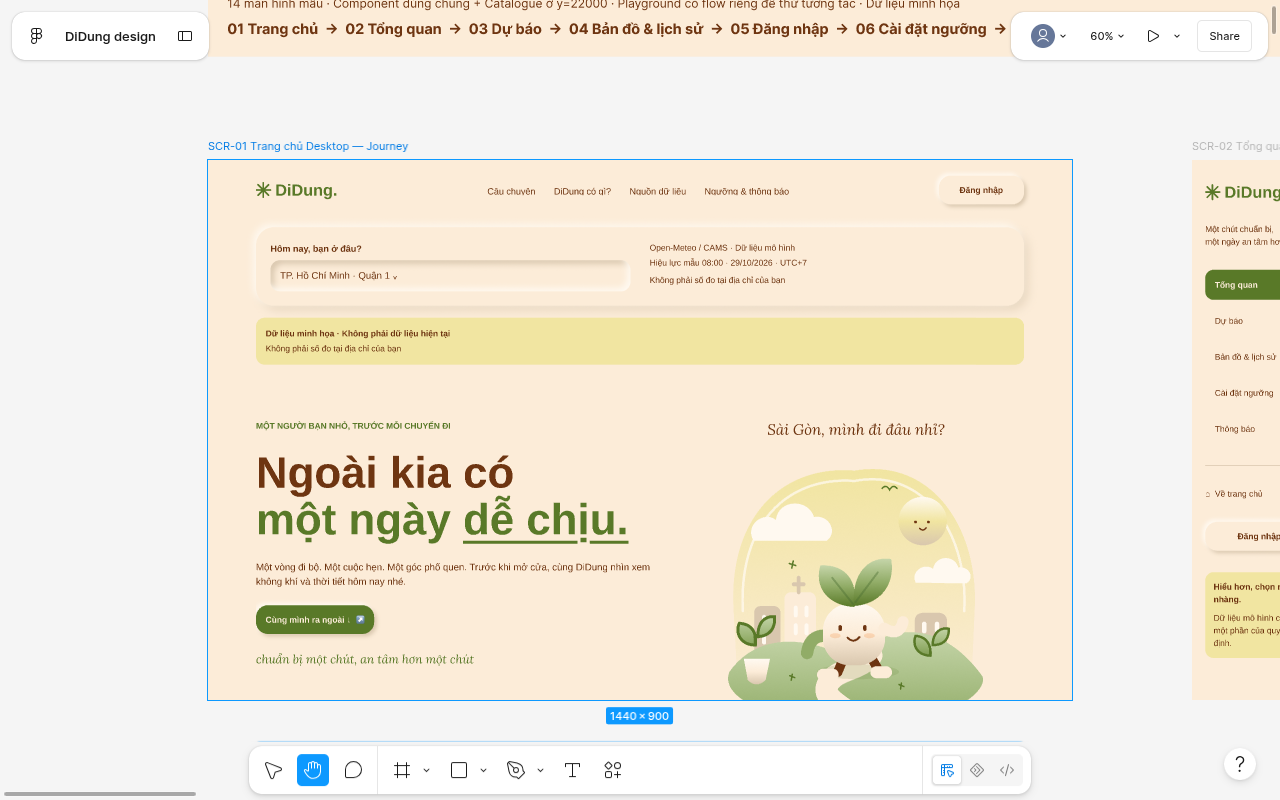 14 màn hình mẫu · Component dùng chung + Catalogue ở y=22000 · Playground có flow riêng để thử tương tác · Dữ liệu minh họa
01 Trang chủ → 02 Tổng quan → 03 Dự báo → 04 Bản đồ & lịch sử → 05 Đăng nhập → 06 Cài đặt ngưỡng →
DiDung design
60%
Share
SCR-01 Trang chủ Desktop — Journey
SCR-02 Tổng qu
DiDung.
Câu chuyện
DiDung có gì?
Nguồn dữ liệu
Ngưỡng & thông báo
Đăng nhập
Hôm nay, bạn ở đâu?
TP. Hồ Chí Minh · Quận 1
Open-Meteo / CAMS · Dữ liệu mô hình
Hiệu lực mẫu 08:00 · 29/10/2026 · UTC+7
Không phải số đo tại địa chỉ của bạn
Dữ liệu minh họa · Không phải dữ liệu hiện tại
Không phải số đo tại địa chỉ của bạn
MỘT NGƯỜI BẠN NHỎ, TRƯỚC MỖI CHUYẾN ĐI
Ngoài kia có
một ngày dễ chịu.
Một vòng đi bộ. Một cuộc hẹn. Một góc phố quen. Trước khi mở cửa, cùng DiDung nhìn xem
không khí và thời tiết hôm nay nhé.
Cùng mình ra ngoài ↓ ↗
chuẩn bị một chút, an tâm hơn một chút
Sài Gòn, mình đi đâu nhỉ?
1440 × 900
DiDung
Một chút chuẩn bị,
một ngày an tâm hơ
Tổng quan
Dự báo
Bản đồ & lịch sử
Cài đặt ngưỡng
Thông báo
⌂ Về trang chủ
Đăng nhập
Hiểu hơn, chọn n
nhàng.
Dữ liệu mô hình c
một phần của quy
định.
?